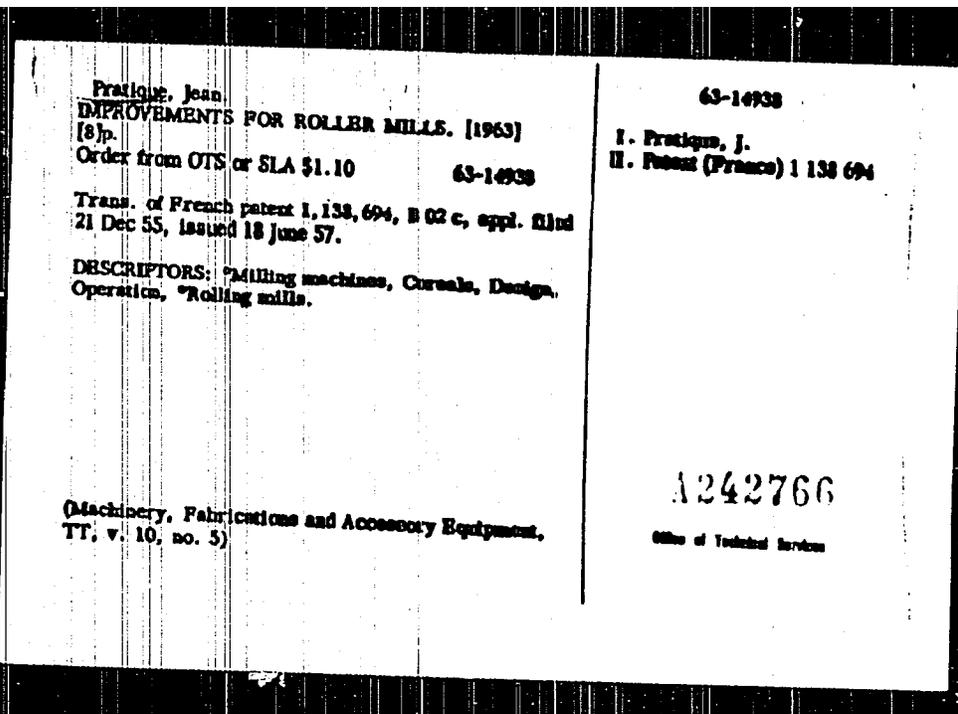 Pratique, Jean.
IMPROVEMENTS FOR ROLLER MILLS. [1963]
[8]p.
Order from OTS or SLA $1.10 63-14938
Trans. of French patent 1,138,694, B 02 c, appl. filed
21 Dec 55, issued 18 June 57.
DESCRIPTORS: *Milling machines, Cereals, Design,
Operation, *Rolling mills.
(Machinery, Fabrications and Accessory Equipment,
TT, v. 10, no. 5)
63-14938
I. Pratique, J.
II. Patent (France) 1 138 694
A242766
Office of Technical Services